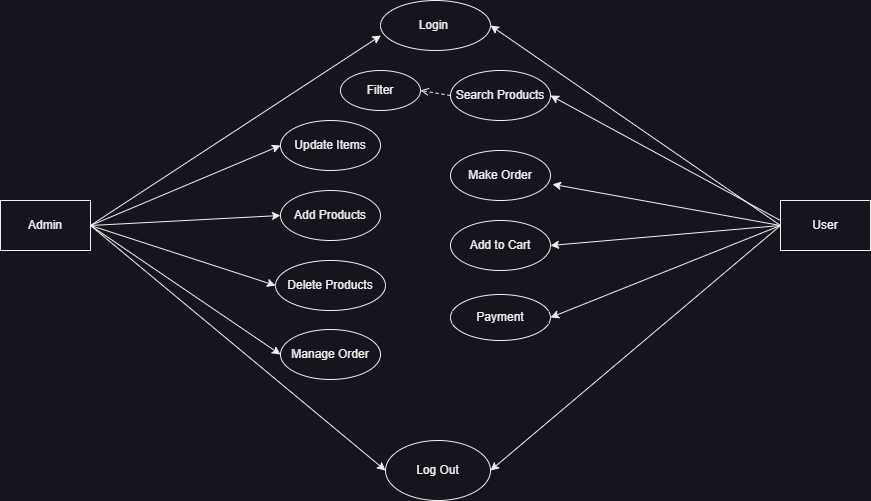 Login
Filter
Search Products
Update Items
Make Order
Add Products
Admin
User
Add to Cart
Delete Products
Payment
Manage Order
Log Out